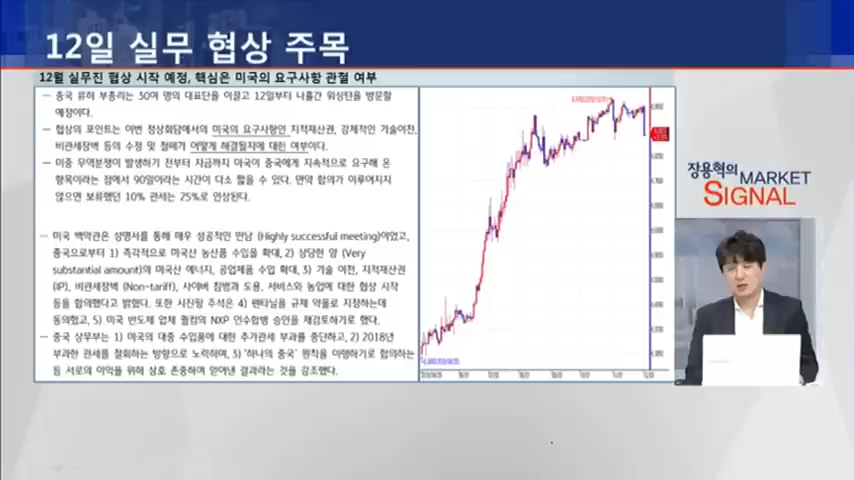 12일 실무 협상 주목
12월 실무진 협상 시작 예정, 핵심은 미국의 요구사항 관철 여부
– 중국 류허 부총리는 30여 명의 대표단을 이끌고 12일부터 나흘간 워싱턴을 방문할
예정이다.
– 협상의 포인트는 이번 정상회담에서의 미국의 요구사항인 지적재산권, 강제적인 기술이전,
비관세장벽 등의 수정 및 철폐가 어떻게 해결될지에 대한 여부이다.
– 미중 무역분쟁이 발생하기 전부터 지금까지 미국이 중국에게 지속적으로 요구해 온
항목이라는 점에서 90일이라는 시간이 다소 짧을 수 있다. 만약 합의가 이루어지지
않으면 보류했던 10% 관세는 25%로 인상된다.
– 미국 백악관은 성명서를 통해 매우 성공적인 만남 (Highly successful meeting)이었고,
중국으로부터 1) 즉각적으로 미국산 농산품 수입을 확대, 2) 상당한 양 (Very
substantial amount)의 미국산 에너지, 공업제품 수입 확대, 3) 기술 이전, 지적재산권
(IP), 비관세장벽 (Non-tariff), 사이버 침범과 도용, 서비스와 농업에 대한 협상 시작
등을 합의했다고 밝혔다. 또한 시진핑 주석은 4) 펜타닐을 규제 약물로 지정하는데
동의했고, 5) 미국 반도체 업체 퀄컴의 NXP 인수합병 승인을 재검토하기로 했다.
– 중국 상무부는 1) 미국의 대중 수입품에 대한 추가관세 부과를 중단하고, 2) 2018년
부과한 관세를 철회하는 방향으로 노력하며, 3) '하나의 중국' 원칙을 이행하기로 합의하는
등 서로의 이익을 위해 상호 존중하며 얻어낸 결과라는 것을 강조했다.
장용혁의 MARKET
SIGNAL